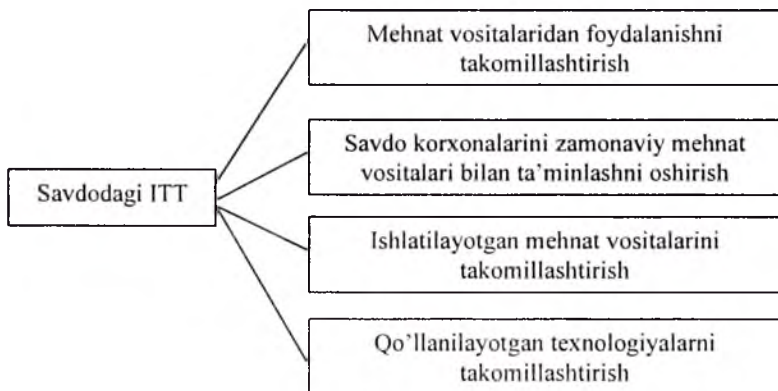 Mehnat vositalaridan foydalanishni
takomillashtirish
Savdo korxonalarini zamonaviy mehnat
vositalari bilan ta'minlashni oshirish
Savdodagi ITT
Ishlatilayotgan mehnat vositalarini
takomillashtirish
Qo'llanilayotgan texnologiyalarni
takomillashtirish